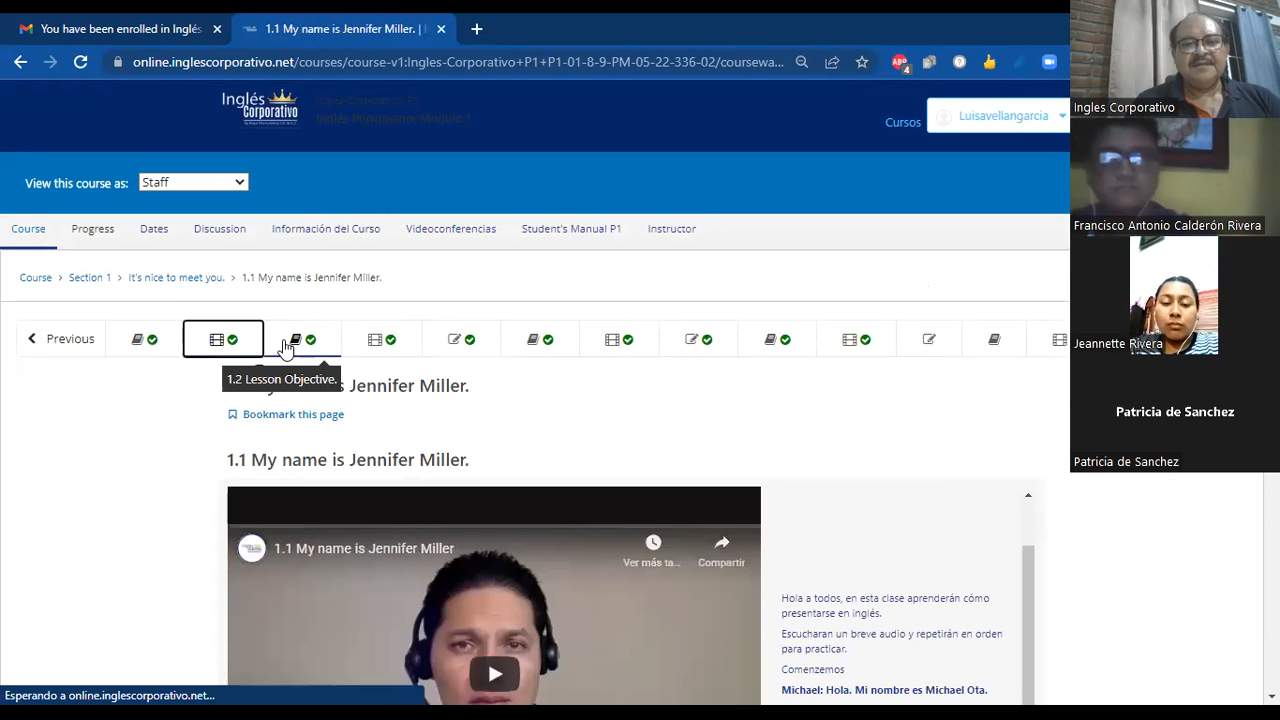 You have been enrolled in Inglés
1.1 My name is Jennifer Miller. |
online.inglescorporativo.net/courses/course-v1:Ingles-Corporativo+P1+P1-01-8-9-PM-05-22-336-02/coursewa...
ABP
4
Inglés
Corporativo
Cursos
Luisavellangarcia
View this course as:
Staff
Course
Progress
Dates
Discussion
Información del Curso
Videoconferencias
Student's Manual P1
Instructor
Course > Section 1 > It's nice to meet you. > 1.1 My name is Jennifer Miller.
Previous
1.2 Lesson Objective.
is Jennifer Miller.
Bookmark this page
1.1 My name is Jennifer Miller.
1.1 My name is Jennifer Miller
Ver más ta...
Compartir
Hola a todos, en esta clase aprenderán cómo
presentarse en inglés.
Escucharan un breve audio y repetirán en orden
para practicar.
Comenzemos
Michael: Hola. Mi nombre es Michael Ota.
Esperando a online.inglescorporativo.net...
Ingles Corporativo
Francisco Antonio Calderón Rivera
Jeannette Rivera
Patricia de Sanchez
Patricia de Sanchez